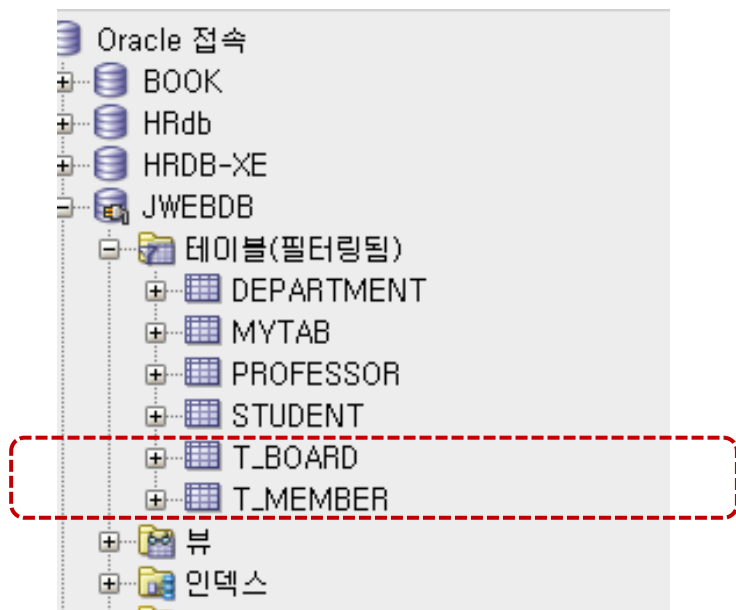 Oracle 접속
BOOK
HRdb
HRDB-XE
JWEBDB
테이블(필터링됨)
DEPARTMENT
MYTAB
PROFESSOR
STUDENT
T_BOARD
T_MEMBER
뷰
인덱스